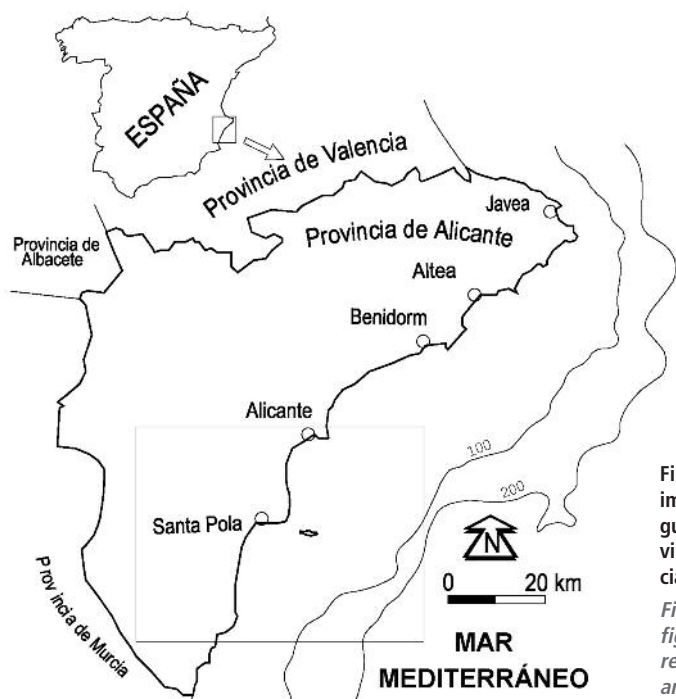 ESPAÑA
Provincia de Valencia
Provincia de
Albacete
Provincia de Alicante
Javea
Altea
Benidorm
Alicante
Santa Pola
Provincia de Murcia
100
200
N
0 20 km
MAR
MEDITERRÁNEO